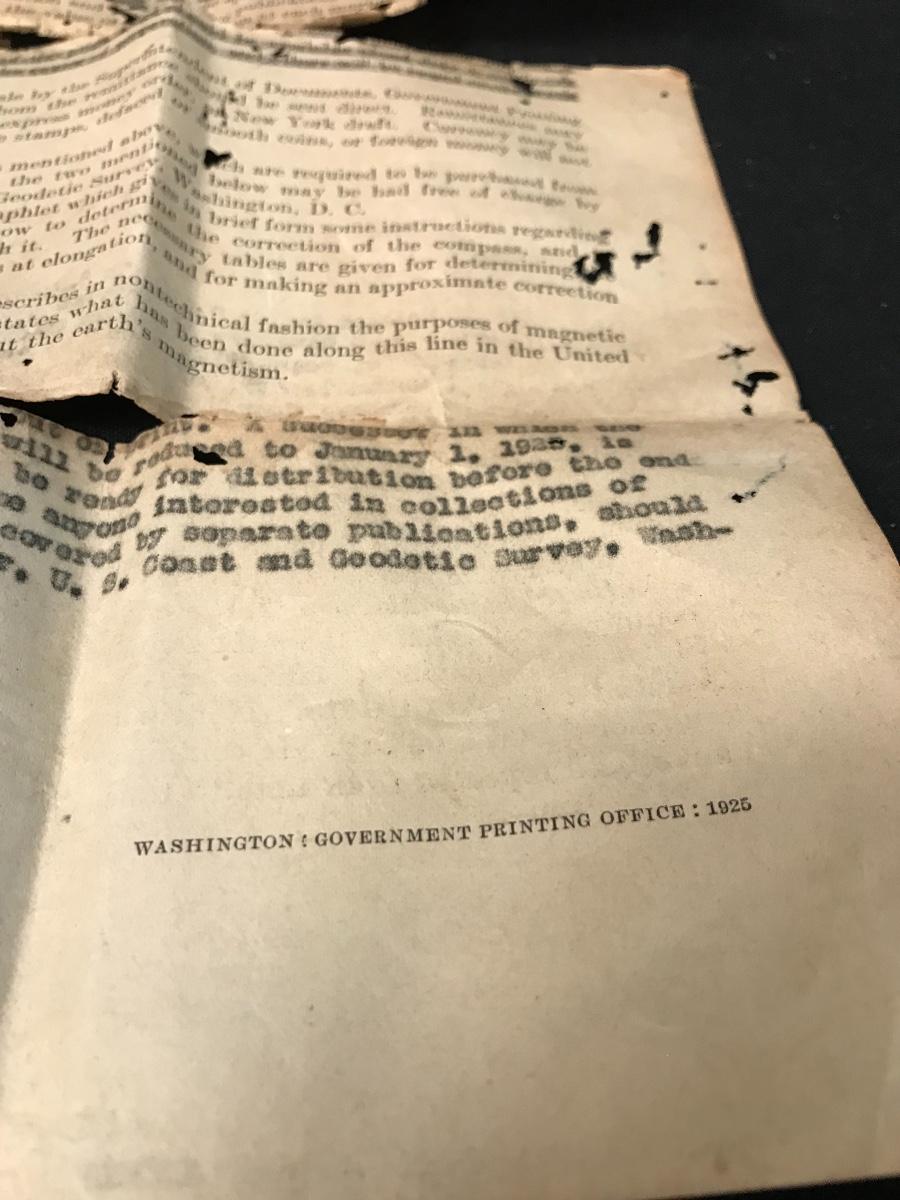 by the Superintendent of Documents, Government Printing
from the remittance should be sent direct. Remittances may
express money order, or New York draft. Currency may be
stamps, defaced or smooth coins, or foreign money will not
mentioned above, which are required to be purchased from
the two mentioned below may be had free of charge by
Geodetic Survey, Washington, D. C.
which gives in brief form some instructions regarding
to determine the correction of the compass, and
h it. The necessary tables are given for determining
at elongation, and for making an approximate correction
scribes in nontechnical fashion the purposes of magnetic
tates what has been done along this line in the United
ut the earth's magnetism.
print. A successor in which the
will be reduced to January 1, 1925, is
be ready for distribution before the end
anyone interested in collections of
covered by separate publications, should
r. U. S. Coast and Geodetic Survey, Wash-
WASHINGTON : GOVERNMENT PRINTING OFFICE : 1925